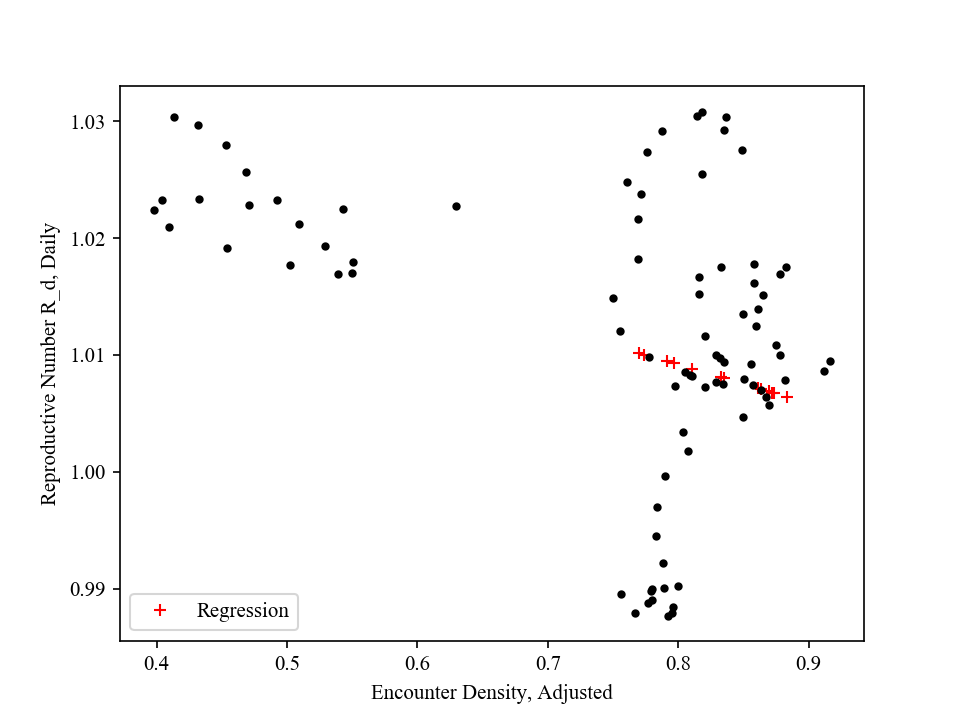 1.03
1.02
1.01
1.00
0.99
Reproductive Number R_d, Daily
Regression
0.4 0.5 0.6 0.7 0.8 0.9
Encounter Density, Adjusted